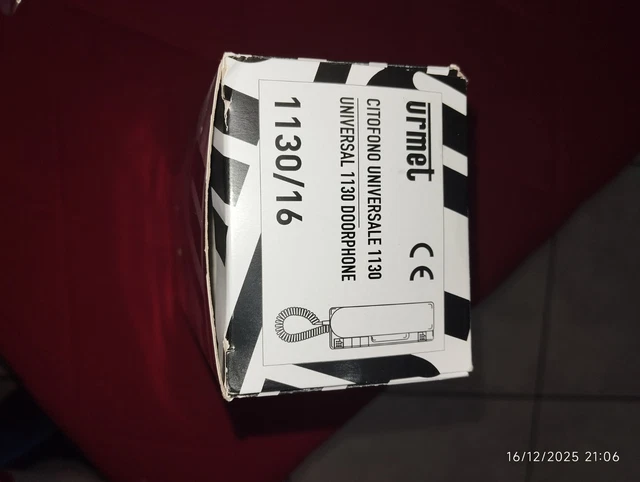 urmet
CE
CITOFONO UNIVERSALE 1130
UNIVERSAL 1130 DOORPHONE
1130/16
16/12/2025 21:06